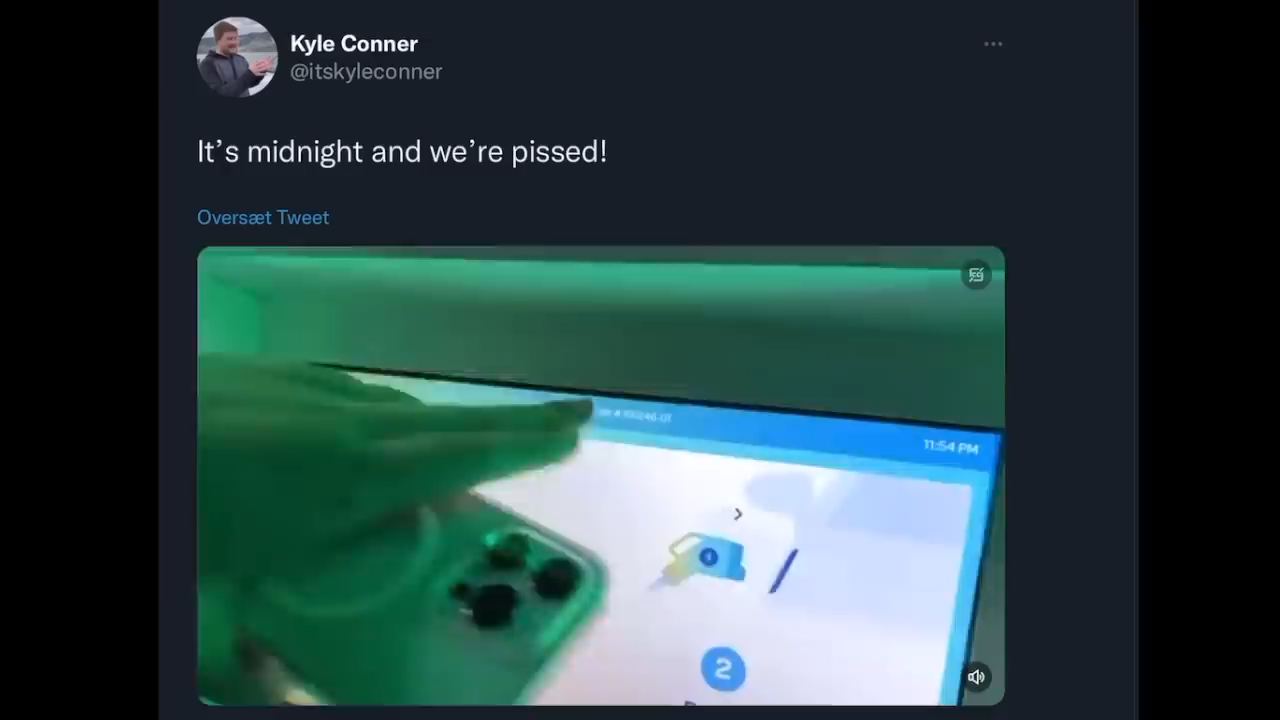 Kyle Conner
@itskyleconner
It's midnight and we're pissed!
Oversæt Tweet
11:54 PM
2